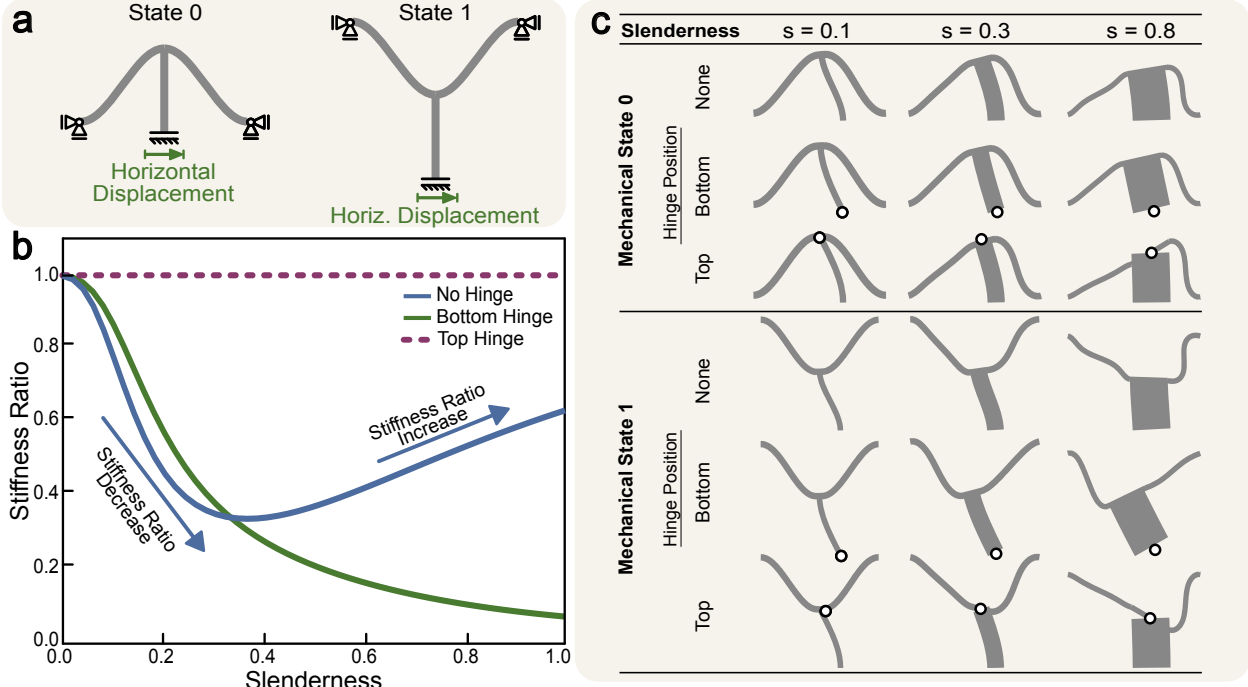 a
State 0
State 1
Horizontal
Displacement
Horiz. Displacement
b
1.0
0.8
0.6
0.4
0.2
0.0
0.0 0.2 0.4 0.6 0.8 1.0
Stiffness Ratio
Slenderness
No Hinge
Bottom Hinge
Top Hinge
Stiffness Ratio
Decrease
Stiffness Ratio
Increase
c
Slenderness s = 0.1 s = 0.3 s = 0.8
Mechanical State 0
Hinge Position
None
Bottom
Top
Mechanical State 1
Hinge Position
None
Bottom
Top